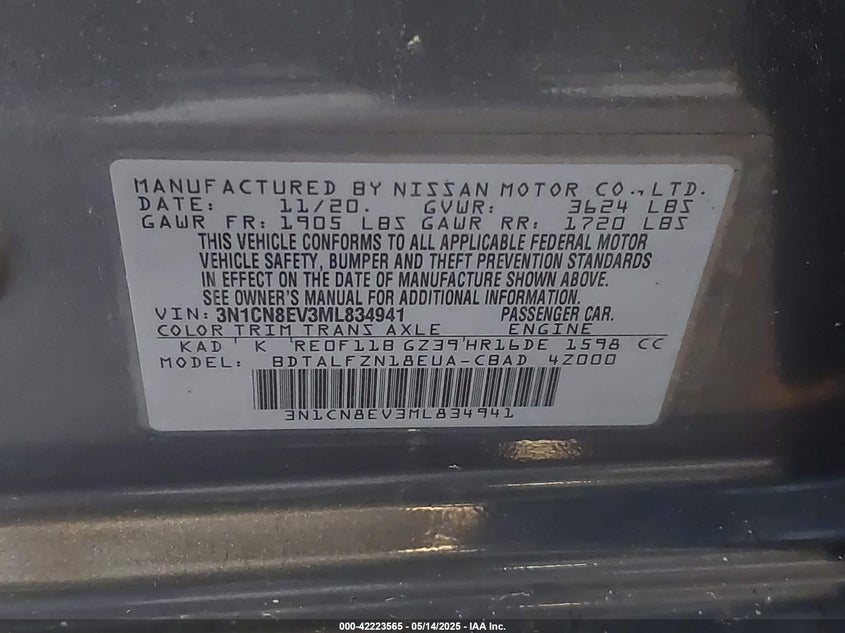 MANUFACTURED BY NISSAN MOTOR CO.,LTD.
DATE: 11/20. GVWR: 3624 LBS
GAWR FR: 1905 LBS GAWR RR: 1720 LBS
THIS VEHICLE CONFORMS TO ALL APPLICABLE FEDERAL MOTOR
VEHICLE SAFETY, BUMPER AND THEFT PREVENTION STANDARDS
IN EFFECT ON THE DATE OF MANUFACTURE SHOWN ABOVE.
SEE OWNER'S MANUAL FOR ADDITIONAL INFORMATION.
VIN: 3N1CN8EV3ML834941 PASSENGER CAR.
COLOR TRIM TRANS AXLE ENGINE
KAD ' K 'RE0F11B GZ39'HR16DE 1598 CC
MODEL: BDTALFZN18EUA-CBAD 4Z000
3N1CN8EV3ML834941
000-42223565 - 05/14/2025 - IAA Inc.